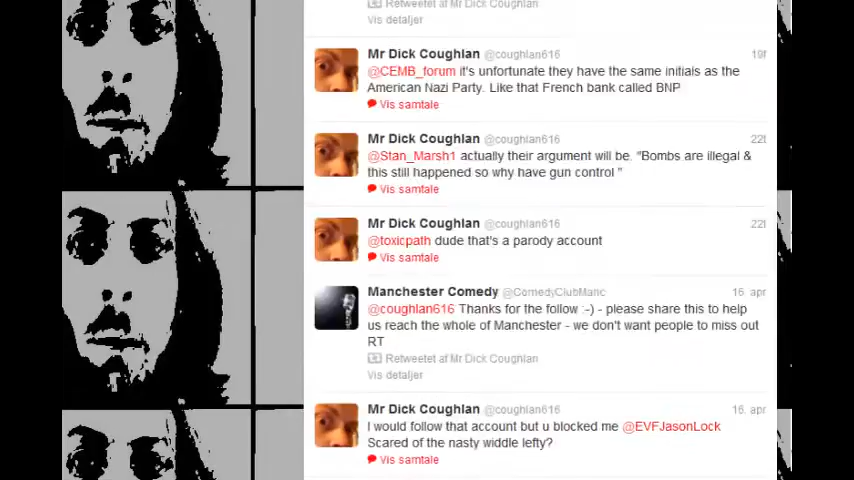 Retweetet af Mr Dick Coughlan
Vis detaljer
Mr Dick Coughlan @coughlan616 19t
@CEMB_forum it's unfortunate they have the same initials as the
American Nazi Party. Like that French bank called BNP
Vis samtale
Mr Dick Coughlan @coughlan616 22t
@Stan_Marsh1 actually their argument will be. "Bombs are illegal &
this still happened so why have gun control "
Vis samtale
Mr Dick Coughlan @coughlan616 22t
@toxicpath dude that's a parody account
Vis samtale
Manchester Comedy @ComedyClubManc 16. apr
@coughlan616 Thanks for the follow :-) - please share this to help
us reach the whole of Manchester - we don't want people to miss out
RT
Retweetet af Mr Dick Coughlan
Vis detaljer
Mr Dick Coughlan @coughlan616 16. apr
I would follow that account but u blocked me @EVFJasonLock
Scared of the nasty widdle lefty?
Vis samtale